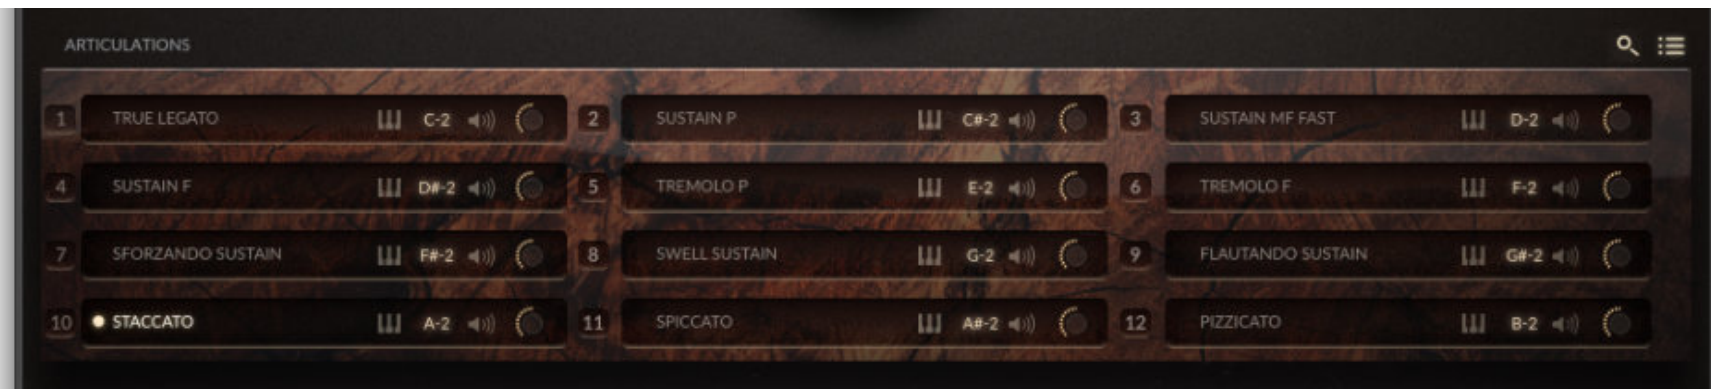 ARTICULATIONS
1 TRUE LEGATO C-2 2 SUSTAIN P C#-2 3 SUSTAIN MF FAST D-2
4 SUSTAIN F D#-2 5 TREMOLO P E-2 6 TREMOLO F F-2
7 SFORZANDO SUSTAIN F#-2 8 SWELL SUSTAIN G-2 9 FLAUTANDO SUSTAIN G#-2
10 STACCATO A-2 11 SPICCATO A#-2 12 PIZZICATO B-2